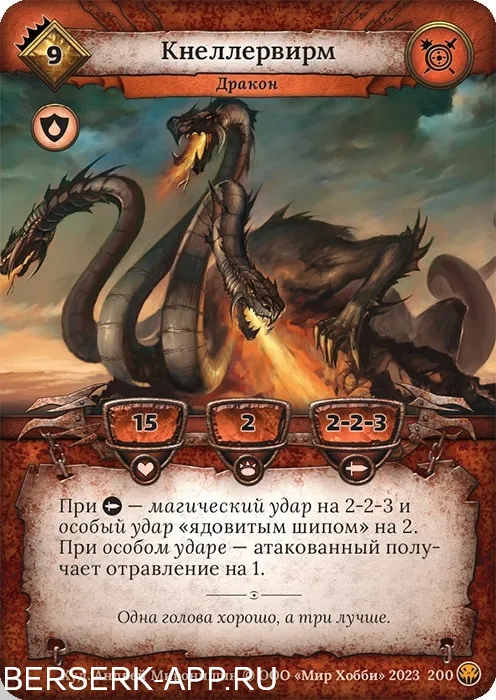 9
Кнеллервирм
Дракон
15 2 2-2-3
При — магический удар на 2-2-3 и
особый удар «ядовитым шипом» на 2.
При особом ударе — атакованный полу-
чает отравление на 1.
Одна голова хорошо, а три лучше.
ООО «Мир Хобби» 2023 200
BERSERK-APP.RU